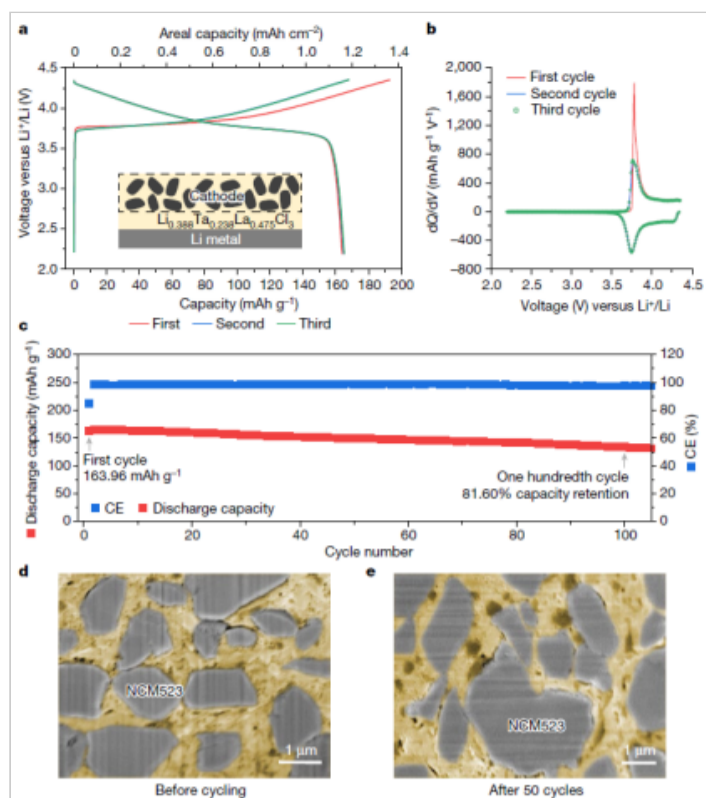 a
Areal capacity (mAh cm⁻²)
0 0.2 0.4 0.6 0.8 1.0 1.2 1.4
4.5
4.0
3.5
3.0
2.5
2.0
Voltage versus Li⁺/Li (V)
Cathode
Li₀.₃₈₈Ta₀.₂₃₈La₀.₄₇₅Cl₃
Li metal
0 20 40 60 80 100 120 140 160 180 200
Capacity (mAh g⁻¹)
First Second Third
b
2,000
1,600
1,200
800
400
0
−400
−800
dQ/dV (mAh g⁻¹ V⁻¹)
First cycle
Second cycle
Third cycle
2.0 2.5 3.0 3.5 4.0 4.5
Voltage (V) versus Li⁺/Li
c
300
250
200
150
100
50
0
Discharge capacity (mAh g⁻¹)
First cycle
163.96 mAh g⁻¹
One hundredth cycle
81.60% capacity retention
CE Discharge capacity
120
100
80
60
40
20
0
CE (%)
0 20 40 60 80 100
Cycle number
d
NCM523
1 μm
Before cycling
e
NCM523
1 μm
After 50 cycles